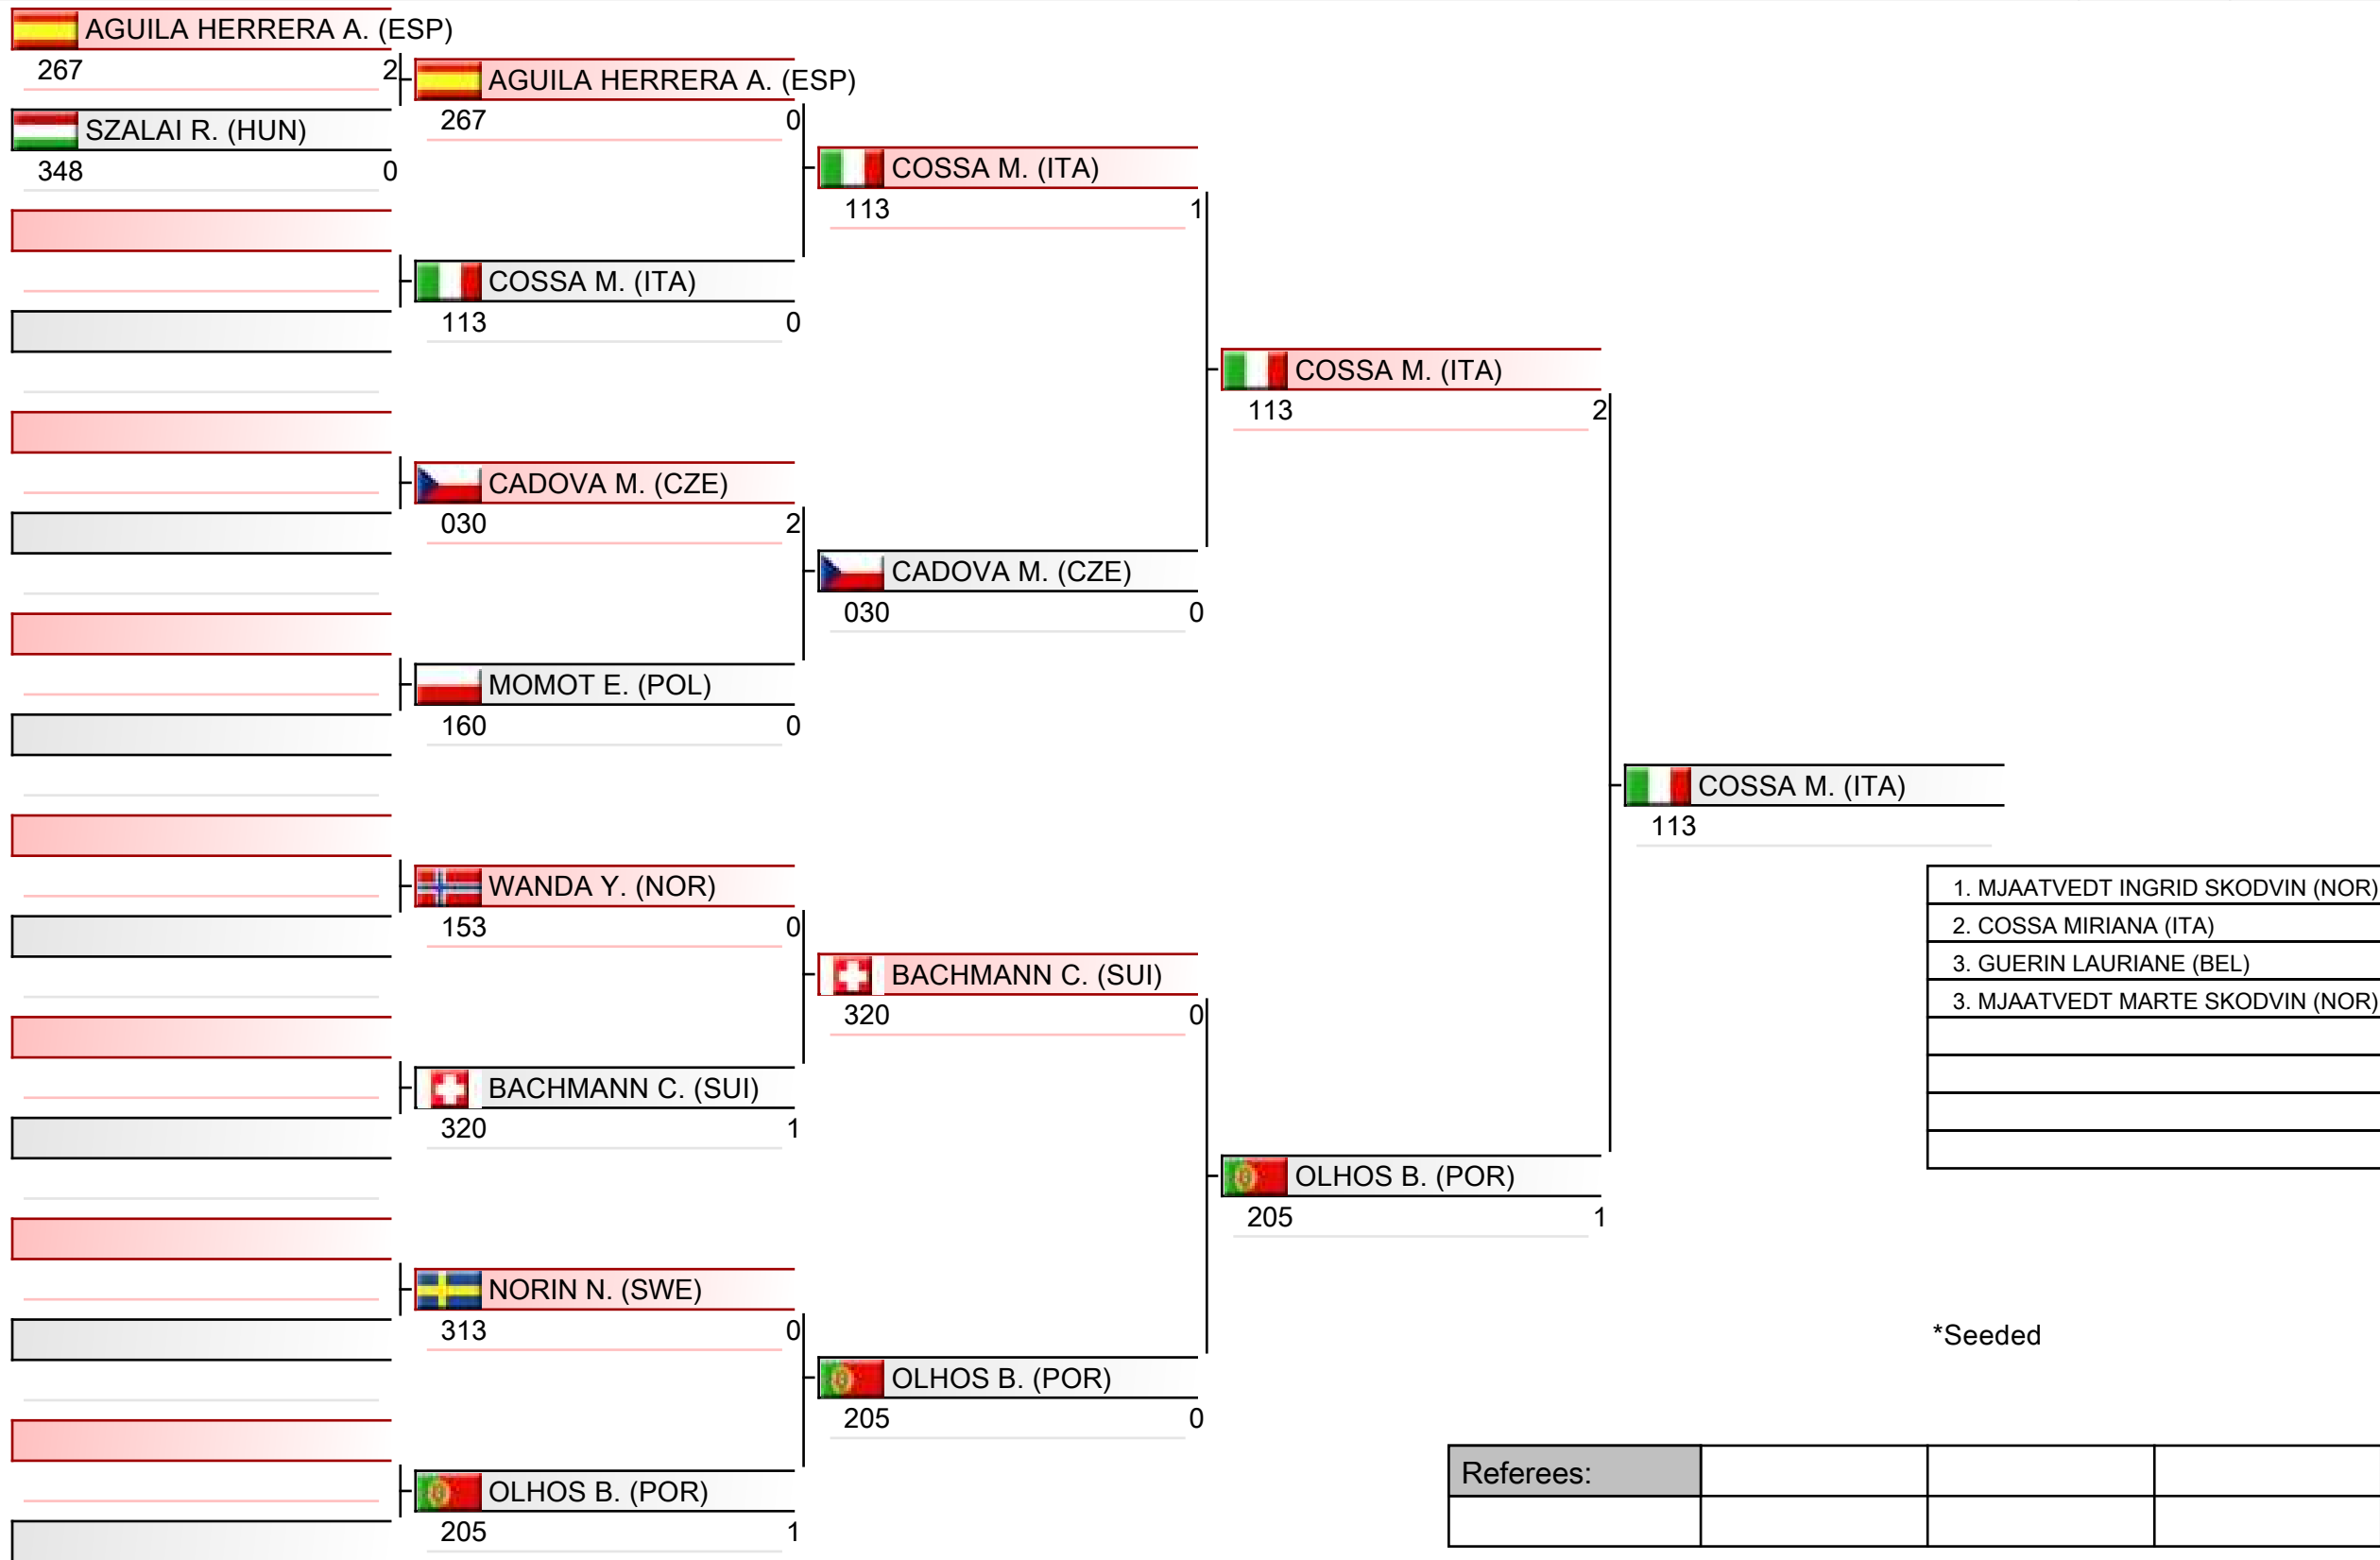 AGUILA HERRERA A. (ESP)
267 2
SZALAI R. (HUN)
348 0
AGUILA HERRERA A. (ESP)
267 0
COSSA M. (ITA)
113 0
CADOVA M. (CZE)
030 2
MOMOT E. (POL)
160 0
WANDA Y. (NOR)
153 0
BACHMANN C. (SUI)
320 1
NORIN N. (SWE)
313 0
OLHOS B. (POR)
205 1
COSSA M. (ITA)
113 1
CADOVA M. (CZE)
030 0
BACHMANN C. (SUI)
320 0
OLHOS B. (POR)
205 0
COSSA M. (ITA)
113 2
OLHOS B. (POR)
205 1
COSSA M. (ITA)
113
1. MJAATVEDT INGRID SKODVIN (NOR)
2. COSSA MIRIANA (ITA)
3. GUERIN LAURIANE (BEL)
3. MJAATVEDT MARTE SKODVIN (NOR)
*Seeded
Referees: